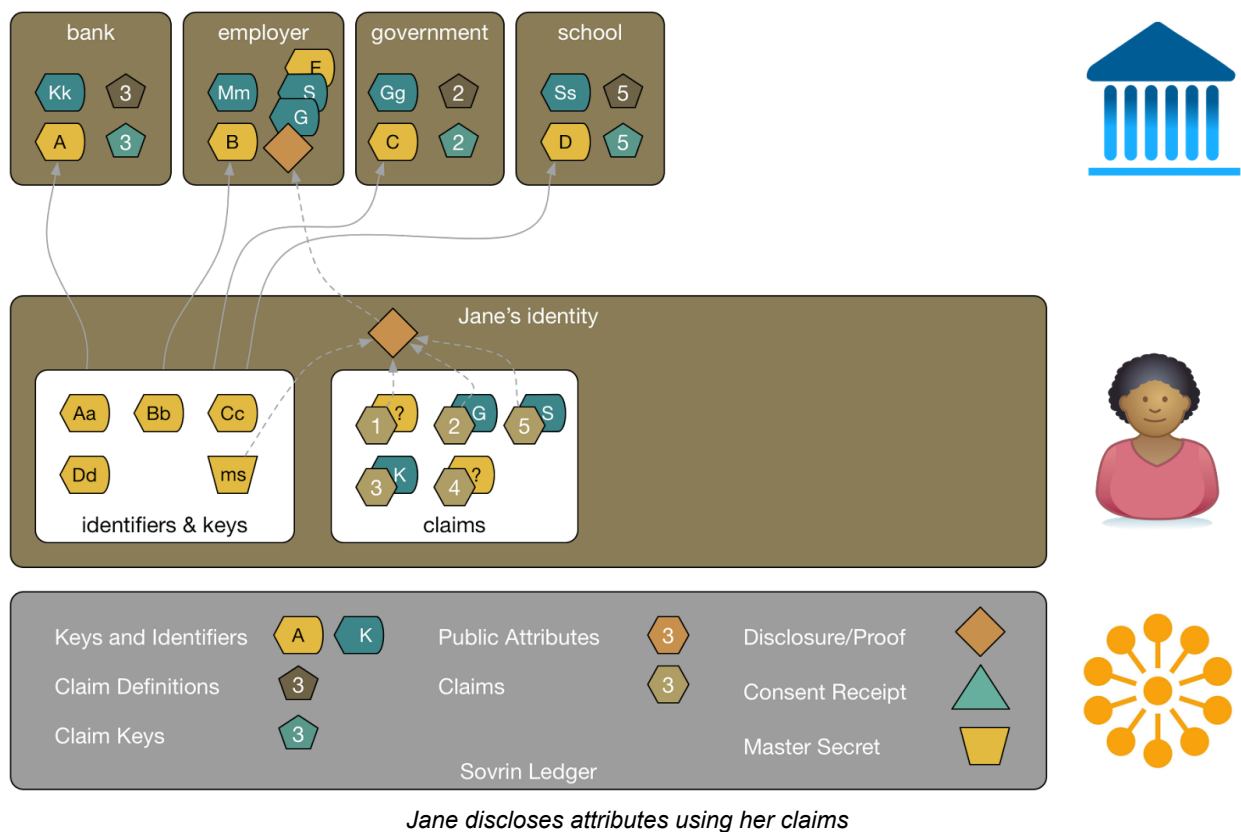 bank
employer
government
school
Kk
3
Mm
E
S
G
Gg
2
Ss
5
A
3
B
C
2
D
5
Jane's identity
Aa
Bb
Cc
Dd
ms
identifiers & keys
1
?
2
G
5
S
3
K
4
?
claims
Keys and Identifiers
A
K
Public Attributes
3
Disclosure/Proof
Claim Definitions
3
Claims
3
Consent Receipt
Claim Keys
3
Master Secret
Sovrin Ledger
Jane discloses attributes using her claims